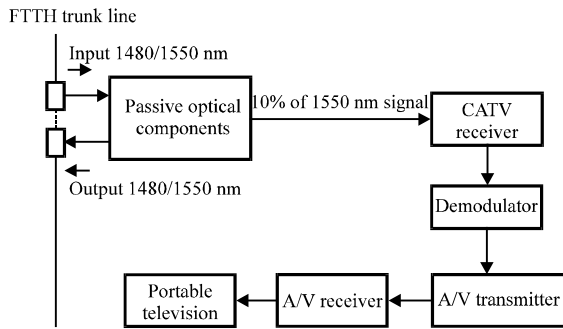 FTTH trunk line
Input 1480/1550 nm
Passive optical
components
10% of 1550 nm signal
CATV
receiver
Output 1480/1550 nm
Demodulator
Portable
television
A/V receiver
A/V transmitter